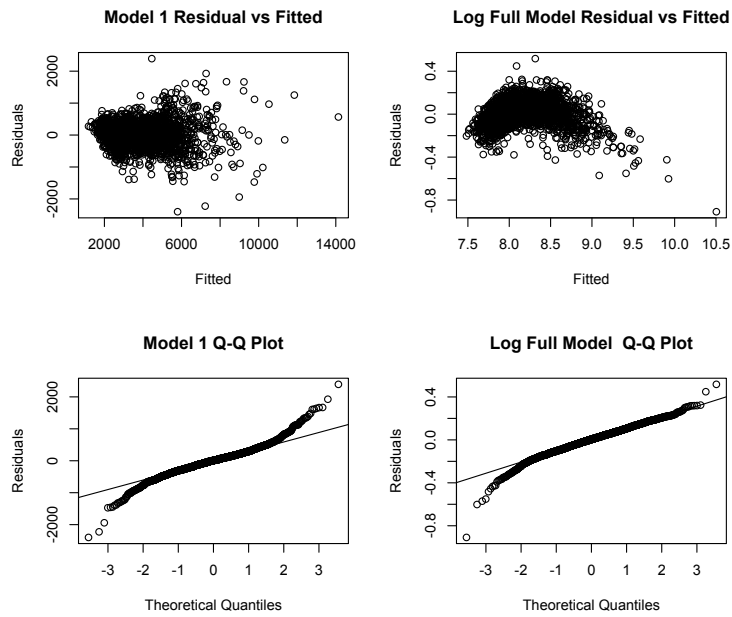 Model 1 Residual vs Fitted
Residuals
2000
0
-2000
2000 6000 10000 14000
Fitted
Log Full Model Residual vs Fitted
Residuals
0.4
0.0
-0.4
-0.8
7.5 8.0 8.5 9.0 9.5 10.0 10.5
Fitted
Model 1 Q-Q Plot
Residuals
2000
0
-2000
-3 -2 -1 0 1 2 3
Theoretical Quantiles
Log Full Model  Q-Q Plot
Residuals
0.4
0.0
-0.4
-0.8
-3 -2 -1 0 1 2 3
Theoretical Quantiles